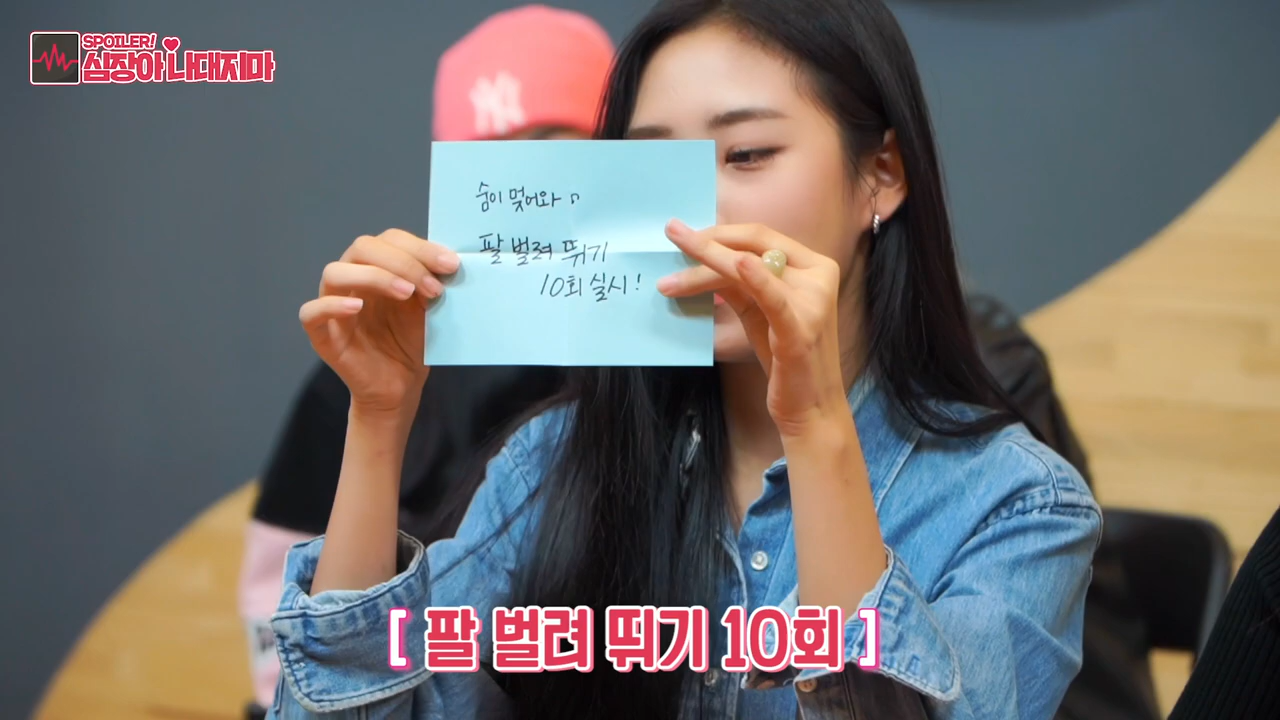 SPOILER!
심장아 나대지마
NY
숨이 멎어와 ♫
팔 벌려 뛰기
10회 실시!
[ 팔 벌려 뛰기 10회 ]